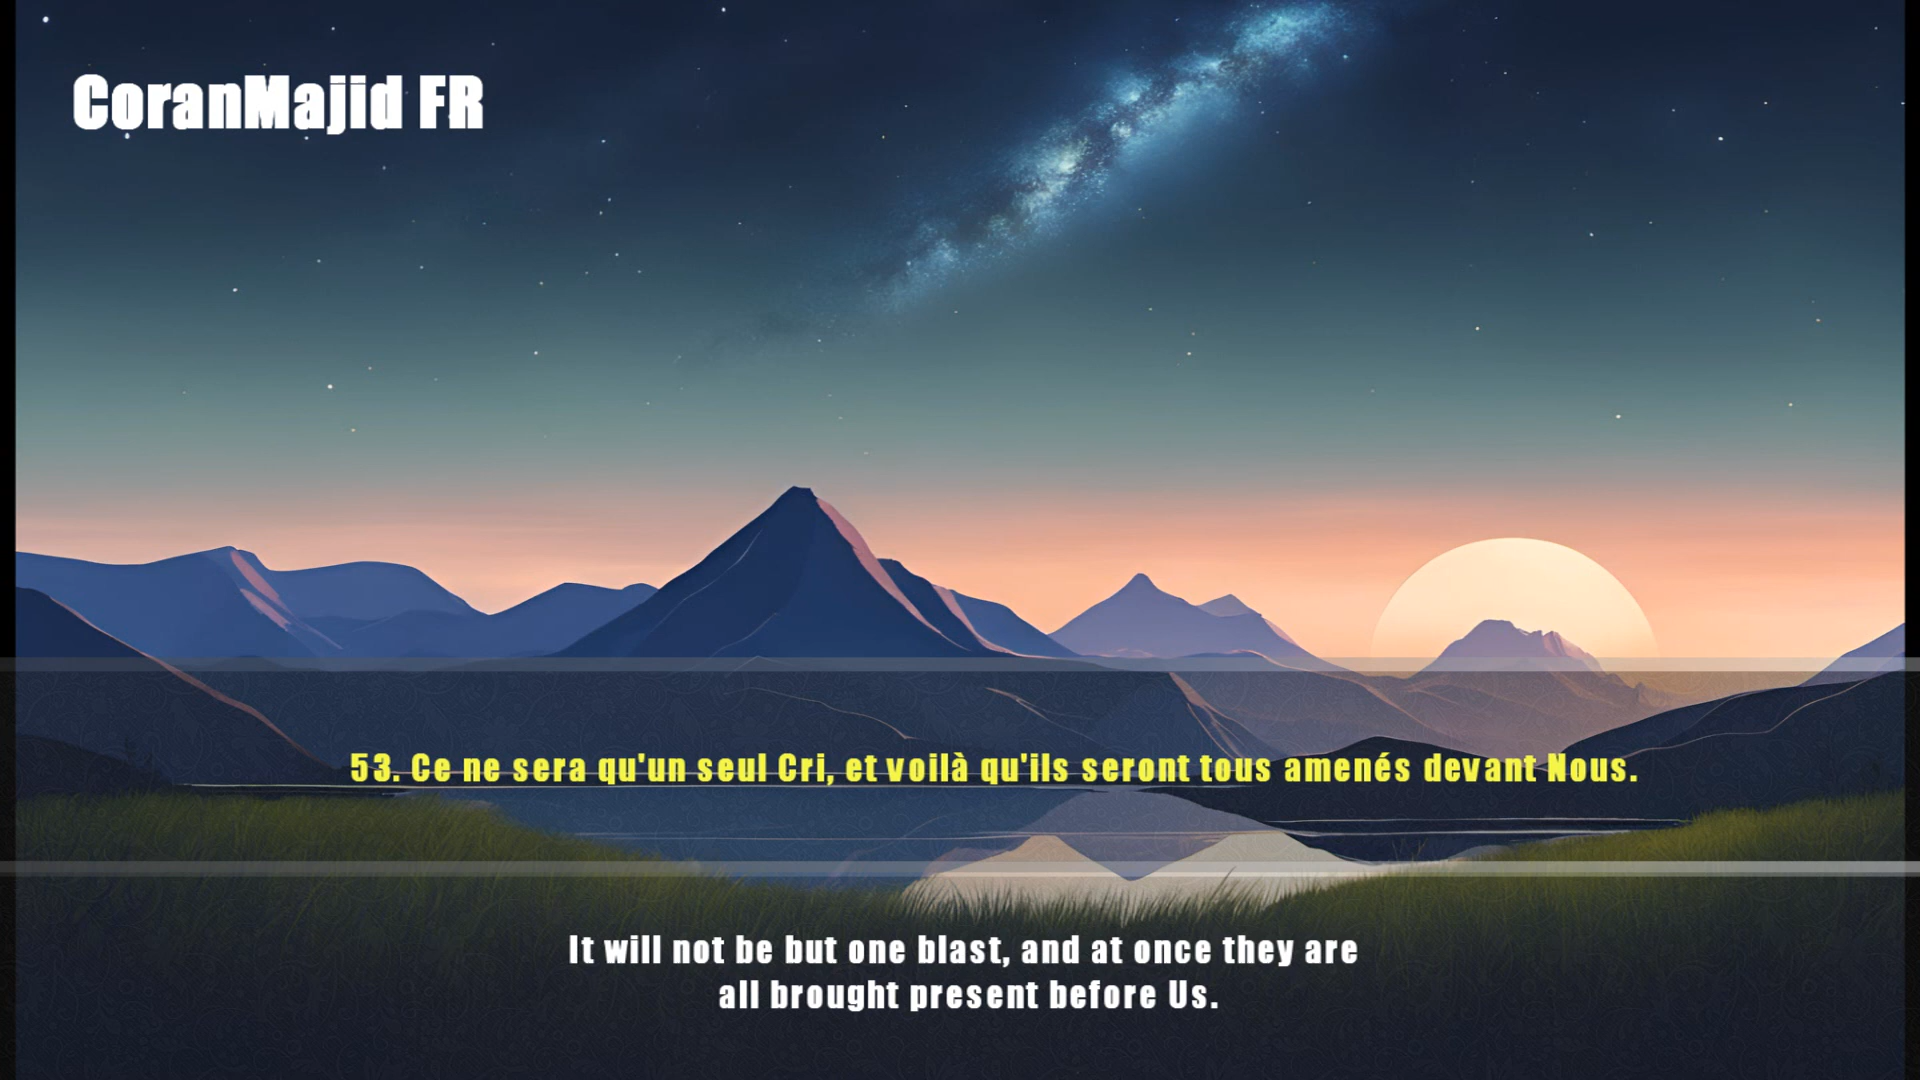 CoranMajid FR
53. Ce ne sera qu'un seul Cri, et voilà qu'ils seront tous amenés devant Nous.
It will not be but one blast, and at once they are
all brought present before Us.